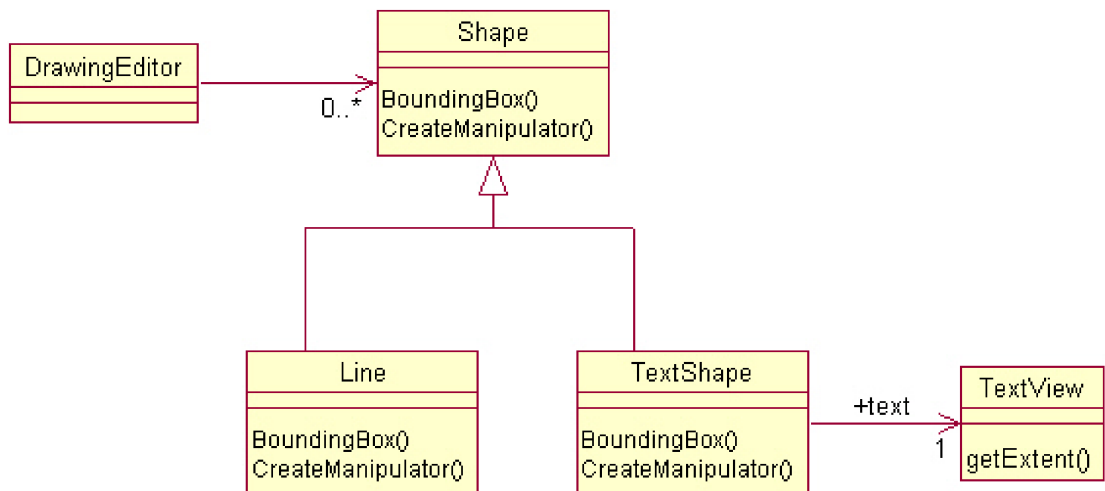 Shape
DrawingEditor
0..*
BoundingBox()
CreateManipulator()
Line
BoundingBox()
CreateManipulator()
TextShape
BoundingBox()
CreateManipulator()
+text
1
TextView
getExtent()